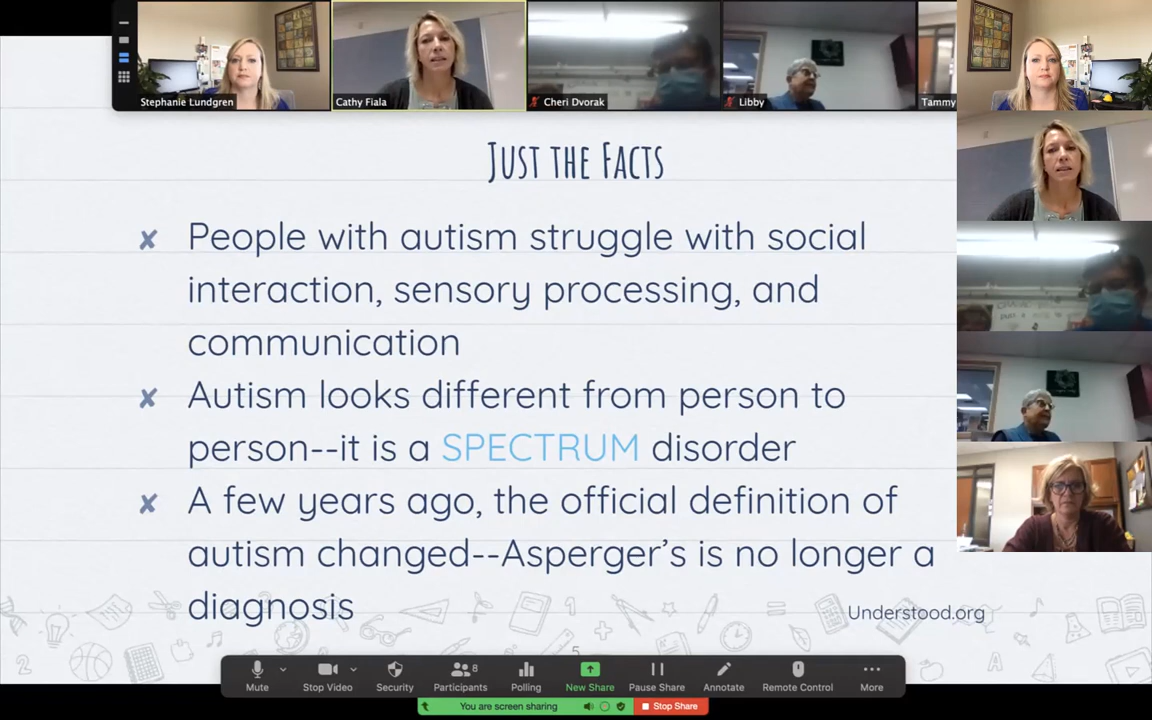 Stephanie Lundgren
Cathy Fiala
Cheri Dvorak
Libby
Tammy
Just the Facts
✘ People with autism struggle with social
interaction, sensory processing, and
communication
✘ Autism looks different from person to
person--it is a SPECTRUM disorder
✘ A few years ago, the official definition of
autism changed--Asperger's is no longer a
diagnosis
Understood.org
5
8
Mute
Stop Video
Security
Participants
Polling
New Share
Pause Share
Annotate
Remote Control
More
You are screen sharing
Stop Share